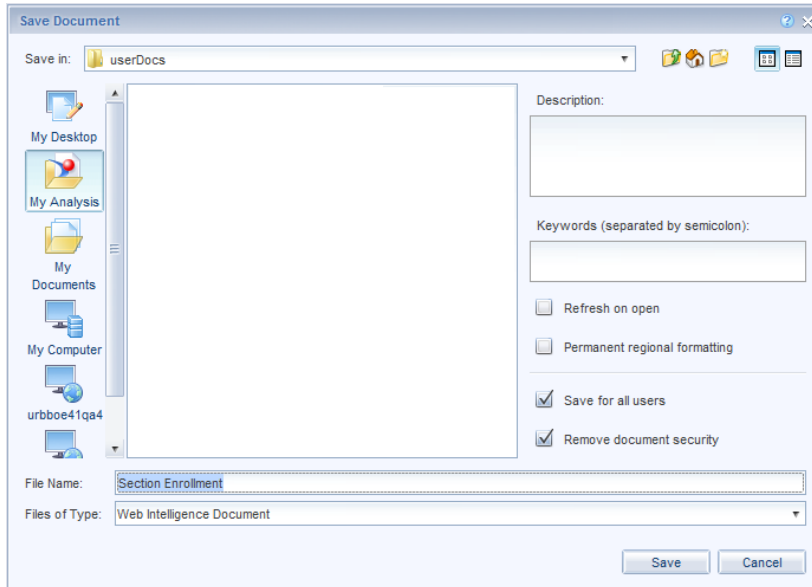 Save Document
Save in:
userDocs
My Desktop
My Analysis
My
Documents
My Computer
urbboe41qa4
Description:
Keywords (separated by semicolon):
Refresh on open
Permanent regional formatting
Save for all users
Remove document security
File Name:
Section Enrollment
Files of Type:
Web Intelligence Document
Save
Cancel